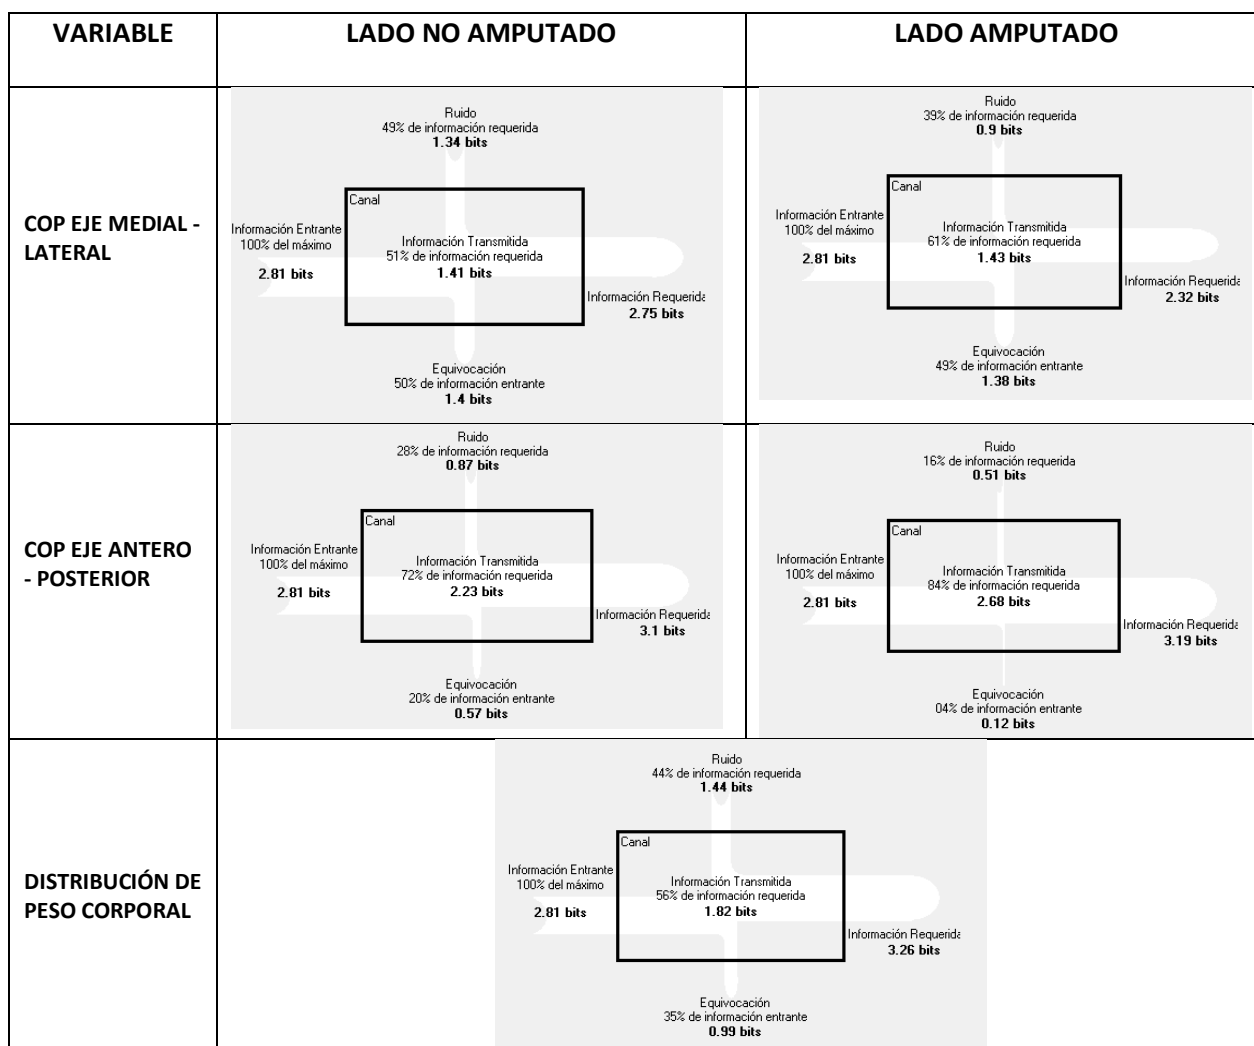 VARIABLE
LADO NO AMPUTADO
LADO AMPUTADO
COP EJE MEDIAL -
LATERAL
Ruido
49% de información requerida
1.34 bits
Canal
Información Entrante
100% del máximo
2.81 bits
Información Transmitida
51% de información requerida
1.41 bits
Información Requerida
2.75 bits
Equivocación
50% de información entrante
1.4 bits
Ruido
39% de información requerida
0.9 bits
Canal
Información Entrante
100% del máximo
2.81 bits
Información Transmitida
61% de información requerida
1.43 bits
Información Requerida
2.32 bits
Equivocación
49% de información entrante
1.38 bits
COP EJE ANTERO
- POSTERIOR
Ruido
28% de información requerida
0.87 bits
Canal
Información Entrante
100% del máximo
2.81 bits
Información Transmitida
72% de información requerida
2.23 bits
Información Requerida
3.1 bits
Equivocación
20% de información entrante
0.57 bits
Ruido
16% de información requerida
0.51 bits
Canal
Información Entrante
100% del máximo
2.81 bits
Información Transmitida
84% de información requerida
2.68 bits
Información Requerida
3.19 bits
Equivocación
04% de información entrante
0.12 bits
DISTRIBUCIÓN DE
PESO CORPORAL
Ruido
44% de información requerida
1.44 bits
Canal
Información Entrante
100% del máximo
2.81 bits
Información Transmitida
56% de información requerida
1.82 bits
Información Requerida
3.26 bits
Equivocación
35% de información entrante
0.99 bits